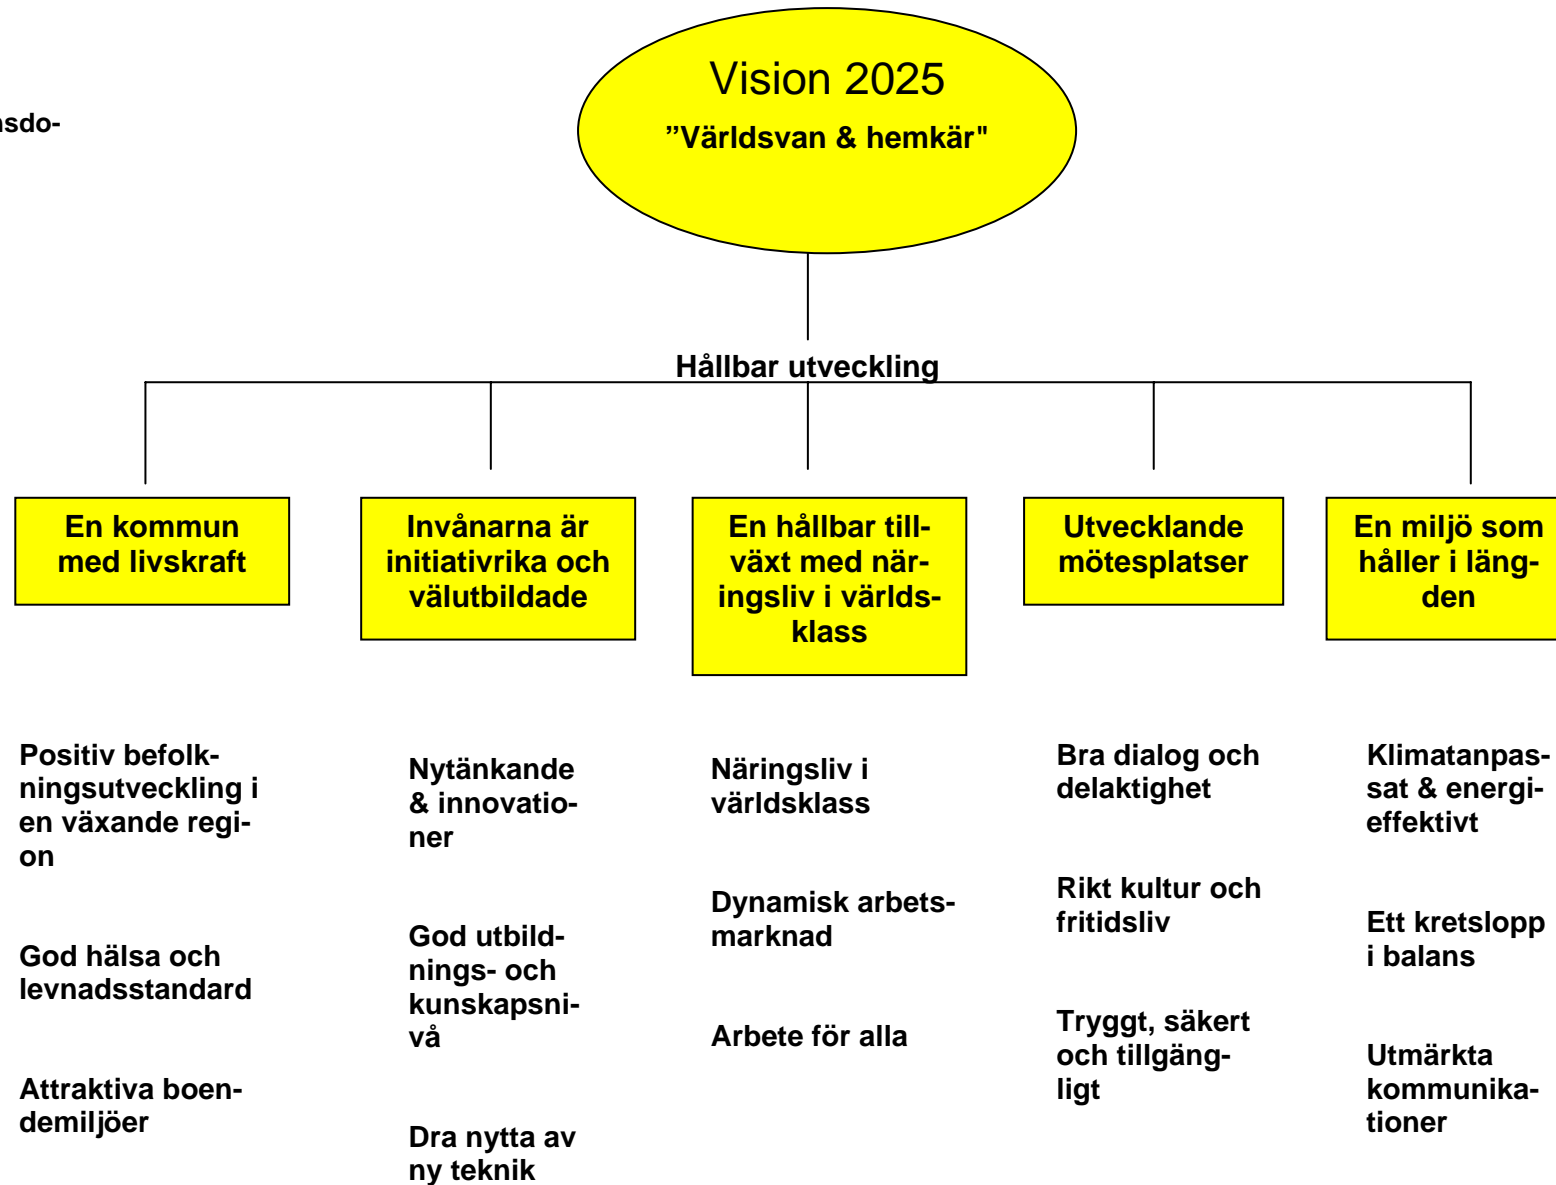 nsdo-
Vision 2025
”Världsvan & hemkär"
Hållbar utveckling
En kommun
med livskraft
Invånarna är
initiativrika och
välutbildade
En hållbar till-
växt med när-
ingsliv i världs-
klass
Utvecklande
mötesplatser
En miljö som
håller i läng-
den
Positiv befolk-
ningsutveckling i
en växande regi-
on
God hälsa och
levnadsstandard
Attraktiva boen-
demiljöer
Nytänkande
& innovatio-
ner
God utbild-
nings- och
kunskapsni-
vå
Dra nytta av
ny teknik
Näringsliv i
världsklass
Dynamisk arbets-
marknad
Arbete för alla
Bra dialog och
delaktighet
Rikt kultur och
fritidsliv
Tryggt, säkert
och tillgäng-
ligt
Klimatanpas-
sat & energi-
effektivt
Ett kretslopp
i balans
Utmärkta
kommunika-
tioner